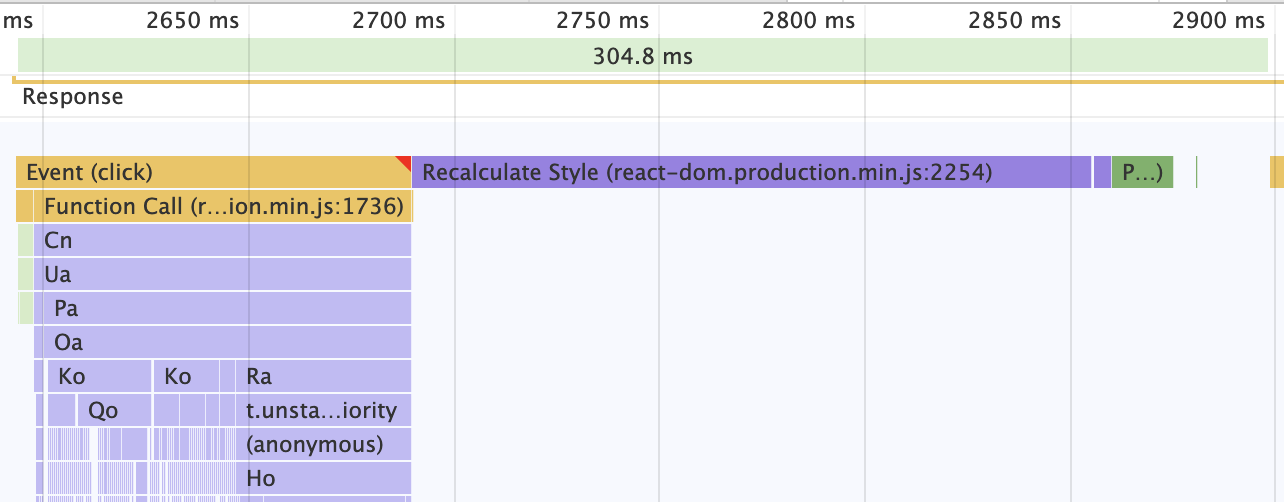 ms 2650 ms 2700 ms 2750 ms 2800 ms 2850 ms 2900 ms
304.8 ms
Response
Event (click) Recalculate Style (react-dom.production.min.js:2254) P...)
Function Call (r...ion.min.js:1736)
Cn
Ua
Pa
Oa
Ko Ko Ra
Qo t.unsta...iority
(anonymous)
Ho